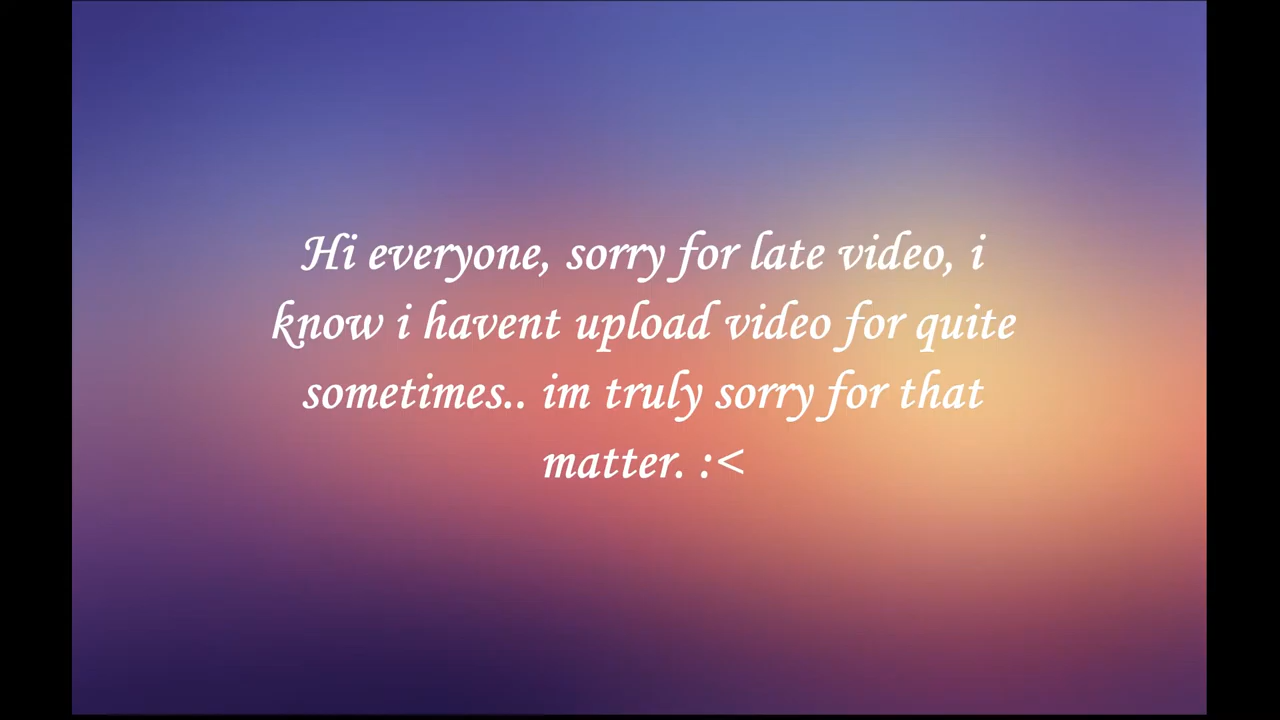 Hi everyone, sorry for late video, i
know i havent upload video for quite
sometimes.. im truly sorry for that
matter. :<